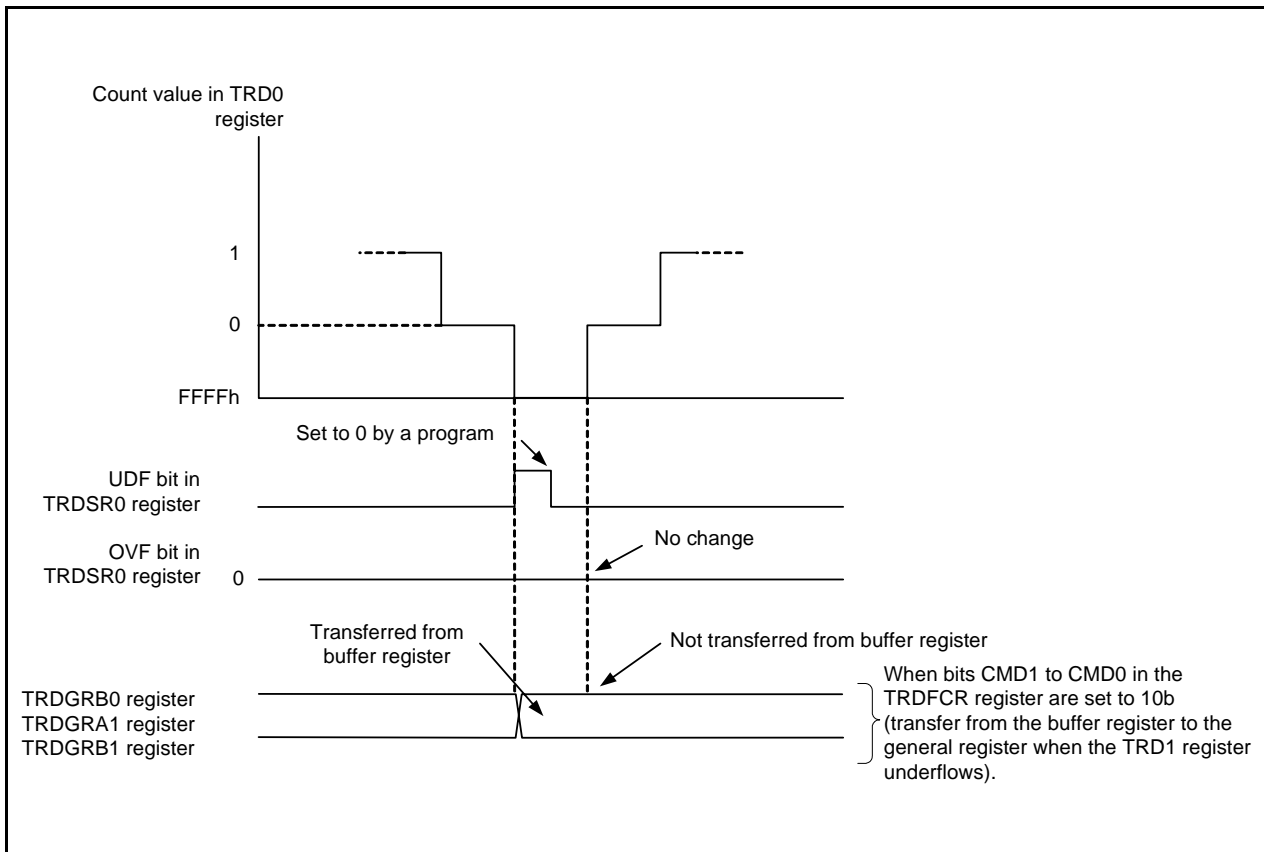 Count value in TRD0
register
1
0
FFFFh
Set to 0 by a program
UDF bit in
TRDSR0 register
No change
OVF bit in
TRDSR0 register
0
Transferred from
buffer register
Not transferred from buffer register
TRDGRB0 register
TRDGRA1 register
TRDGRB1 register
When bits CMD1 to CMD0 in the
TRDFCR register are set to 10b
(transfer from the buffer register to the
general register when the TRD1 register
underflows).